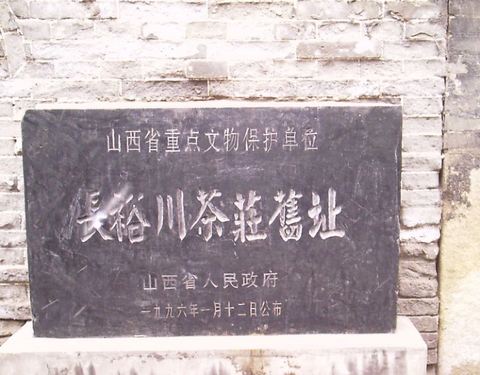 山西省重点文物保护单位
長裕川茶莊舊址
山西省人民政府
一九九六年一月十二日公布